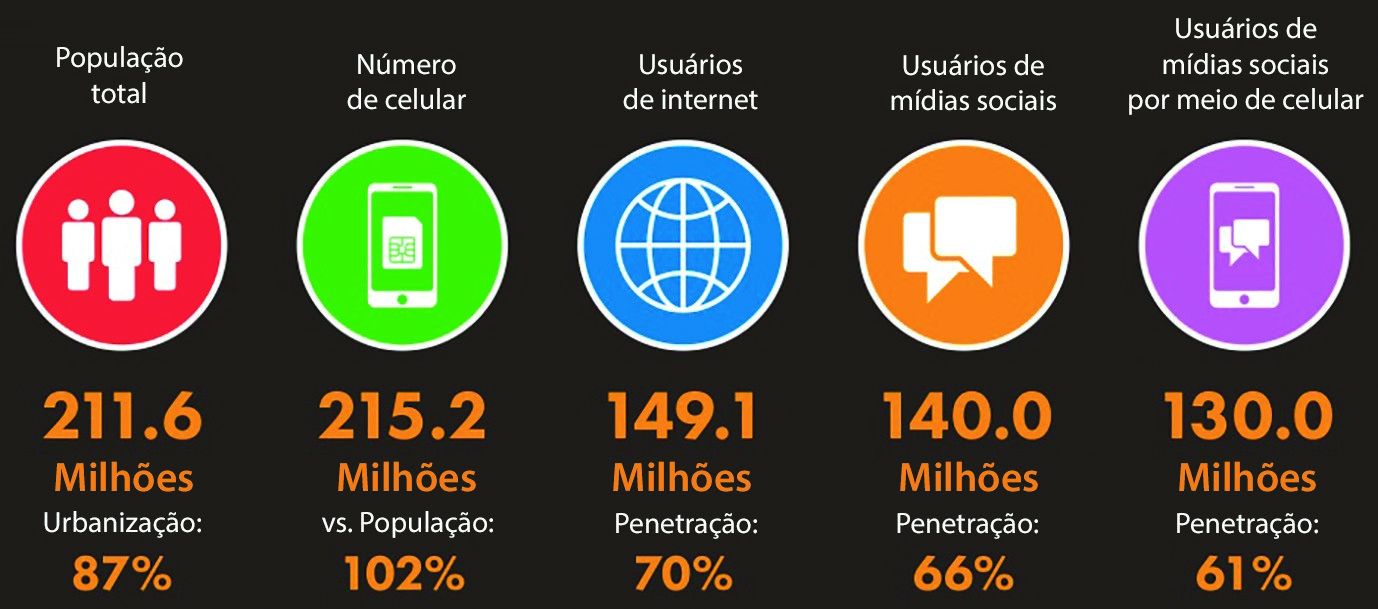 População
total
211.6
Milhões
Urbanização:
87%
Número
de celular
215.2
Milhões
vs. População:
102%
Usuários
de internet
149.1
Milhões
Penetração:
70%
Usuários de
mídias sociais
140.0
Milhões
Penetração:
66%
Usuários de
mídias sociais
por meio de celular
130.0
Milhões
Penetração:
61%